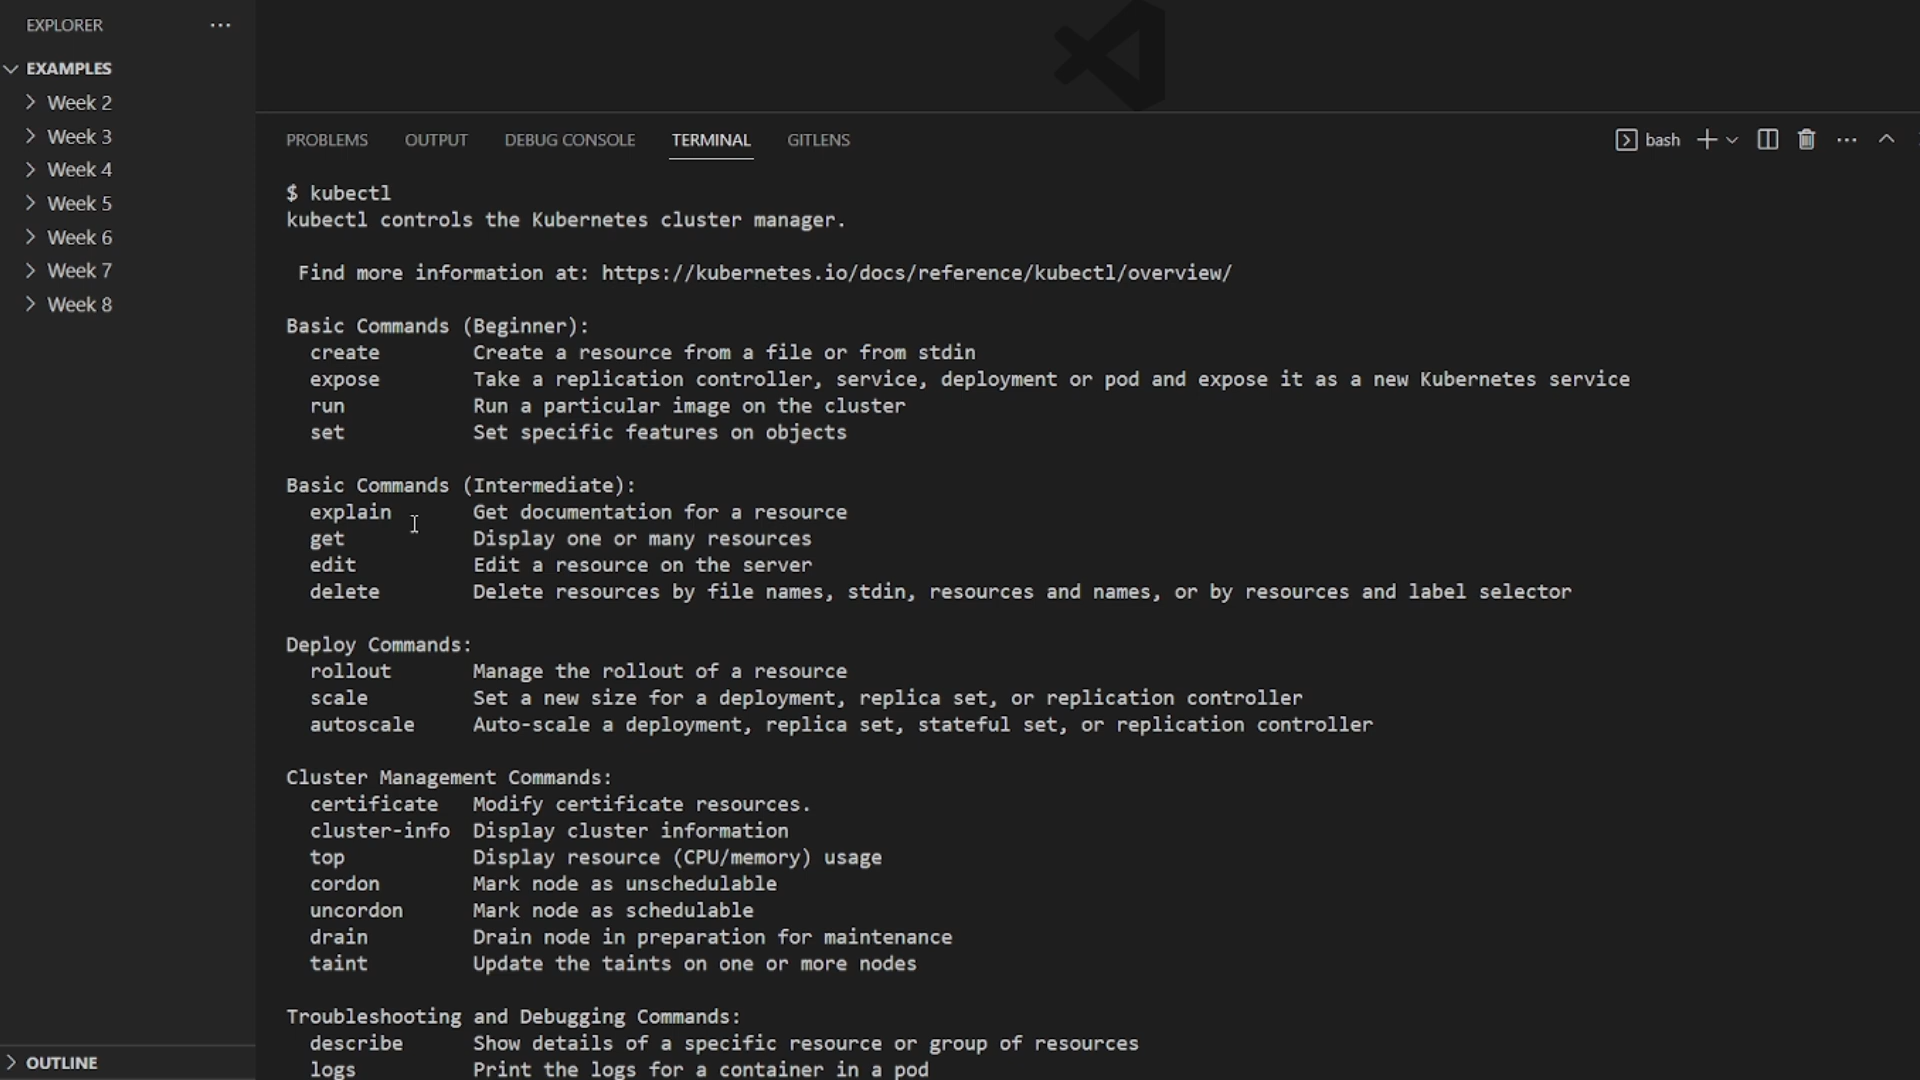 EXPLORER
EXAMPLES
Week 2
Week 3
Week 4
Week 5
Week 6
Week 7
Week 8
OUTLINE
PROBLEMS OUTPUT DEBUG CONSOLE TERMINAL GITLENS bash
$ kubectl
kubectl controls the Kubernetes cluster manager.
Find more information at: https://kubernetes.io/docs/reference/kubectl/overview/
Basic Commands (Beginner):
create Create a resource from a file or from stdin
expose Take a replication controller, service, deployment or pod and expose it as a new Kubernetes service
run Run a particular image on the cluster
set Set specific features on objects
Basic Commands (Intermediate):
explain Get documentation for a resource
get Display one or many resources
edit Edit a resource on the server
delete Delete resources by file names, stdin, resources and names, or by resources and label selector
Deploy Commands:
rollout Manage the rollout of a resource
scale Set a new size for a deployment, replica set, or replication controller
autoscale Auto-scale a deployment, replica set, stateful set, or replication controller
Cluster Management Commands:
certificate Modify certificate resources.
cluster-info Display cluster information
top Display resource (CPU/memory) usage
cordon Mark node as unschedulable
uncordon Mark node as schedulable
drain Drain node in preparation for maintenance
taint Update the taints on one or more nodes
Troubleshooting and Debugging Commands:
describe Show details of a specific resource or group of resources
logs Print the logs for a container in a pod